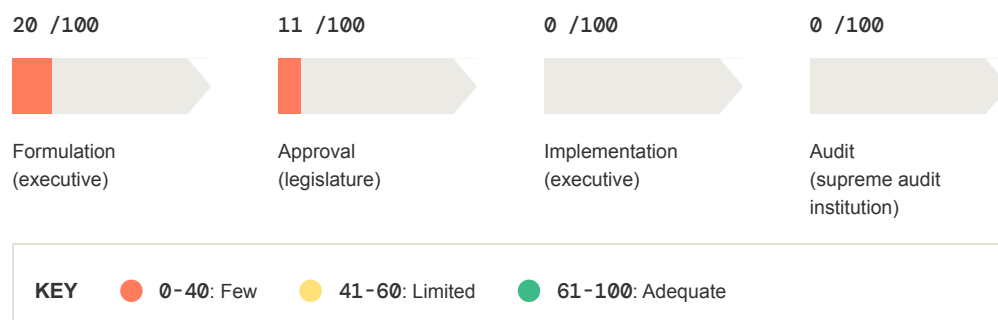 20 /100
11 /100
0 /100
0 /100
Formulation
(executive)
Approval
(legislature)
Implementation
(executive)
Audit
(supreme audit
institution)
KEY
0-40: Few
41-60: Limited
61-100: Adequate